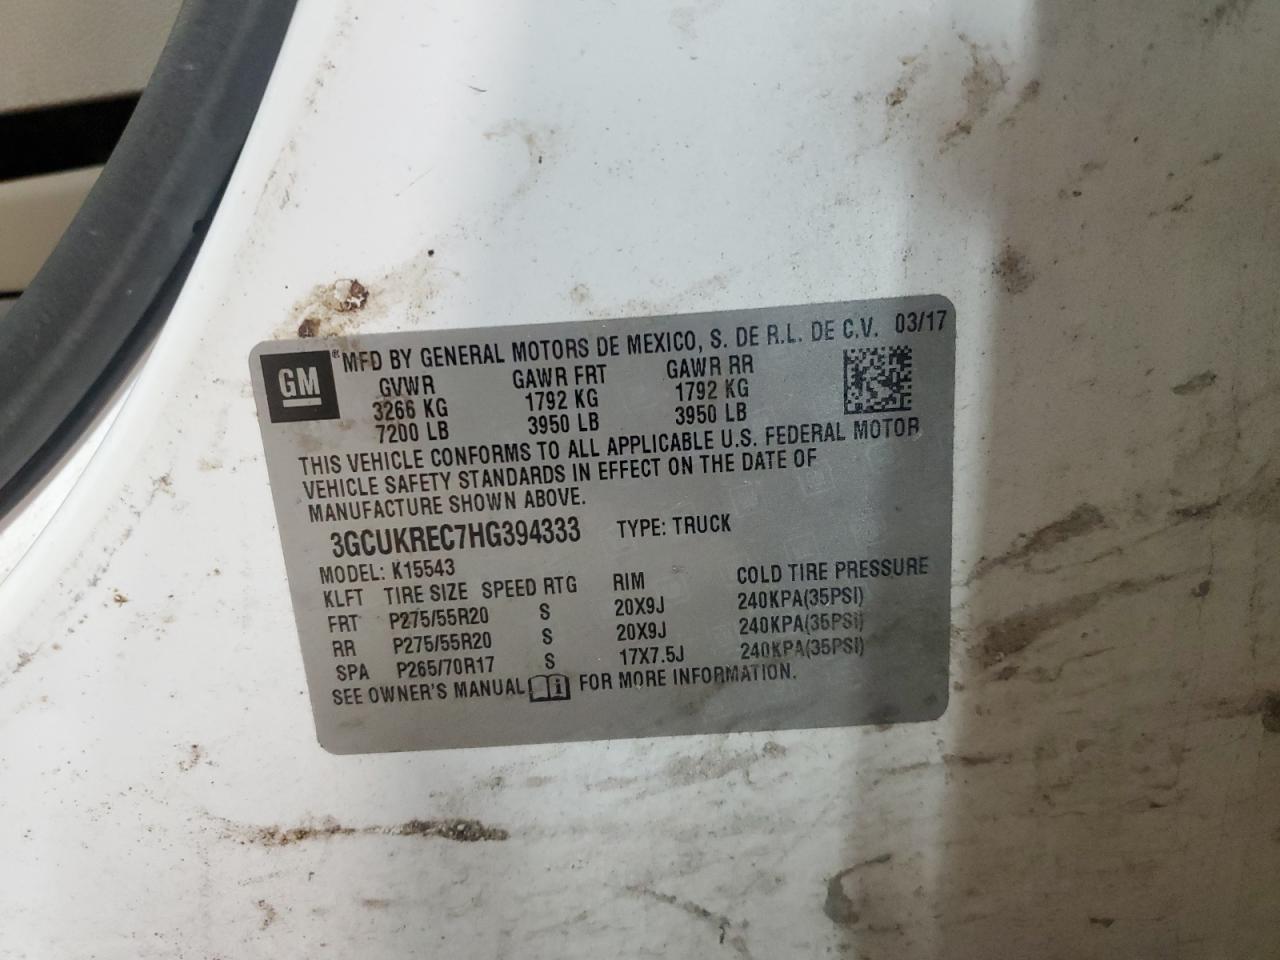 GM
®MFD BY GENERAL MOTORS DE MEXICO, S. DE R.L. DE C.V. 03/17
GVWR GAWR FRT GAWR RR
3266 KG 1792 KG 1792 KG
7200 LB 3950 LB 3950 LB
THIS VEHICLE CONFORMS TO ALL APPLICABLE U.S. FEDERAL MOTOR
VEHICLE SAFETY STANDARDS IN EFFECT ON THE DATE OF
MANUFACTURE SHOWN ABOVE.
3GCUKREC7HG394333 TYPE: TRUCK
MODEL: K15543
KLFT TIRE SIZE SPEED RTG RIM COLD TIRE PRESSURE
FRT P275/55R20 S 20X9J 240KPA(35PSI)
RR P275/55R20 S 20X9J 240KPA(35PSI)
SPA P265/70R17 S 17X7.5J 240KPA(35PSI)
SEE OWNER'S MANUAL FOR MORE INFORMATION.